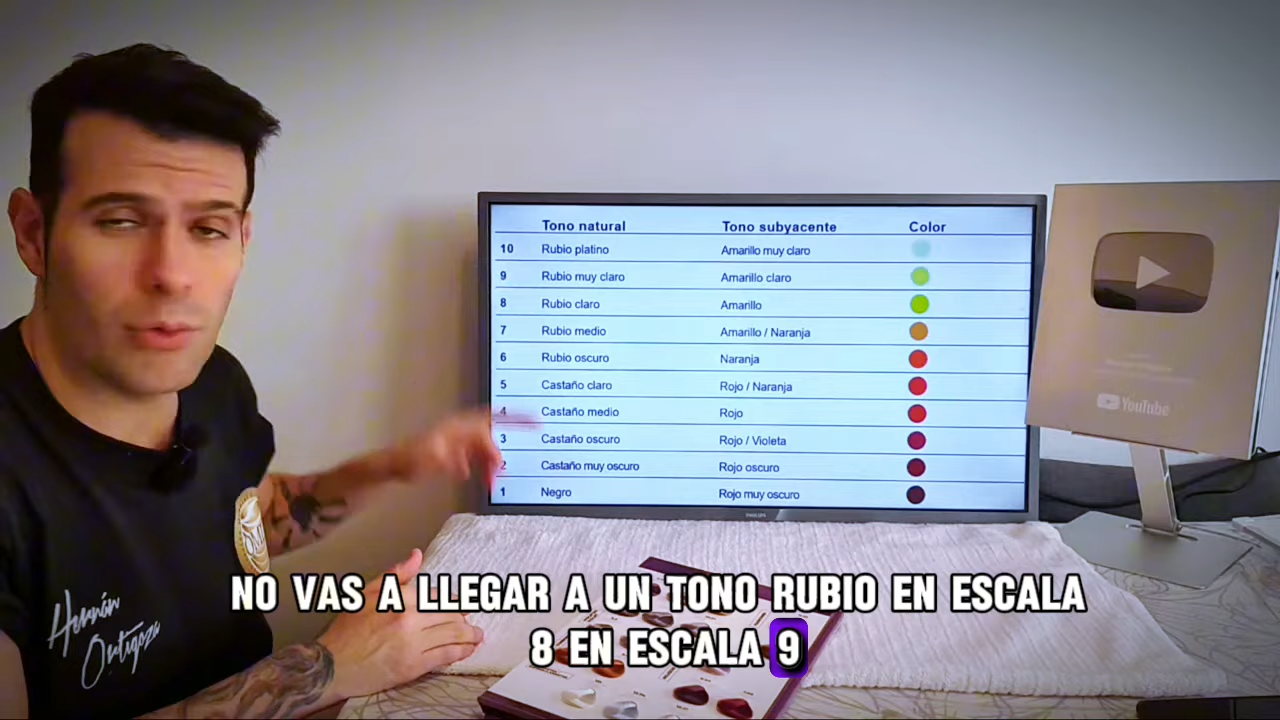 Tono natural Tono subyacente Color
10 Rubio platino Amarillo muy claro
9 Rubio muy claro Amarillo claro
8 Rubio claro Amarillo
7 Rubio medio Amarillo / Naranja
6 Rubio oscuro Naranja
5 Castaño claro Rojo / Naranja
4 Castaño medio Rojo
3 Castaño oscuro Rojo / Violeta
2 Castaño muy oscuro Rojo oscuro
1 Negro Rojo muy oscuro
PHILIPS
YouTube
Hernán
Ortigoza
NO VAS A LLEGAR A UN TONO RUBIO EN ESCALA
8 EN ESCALA 9